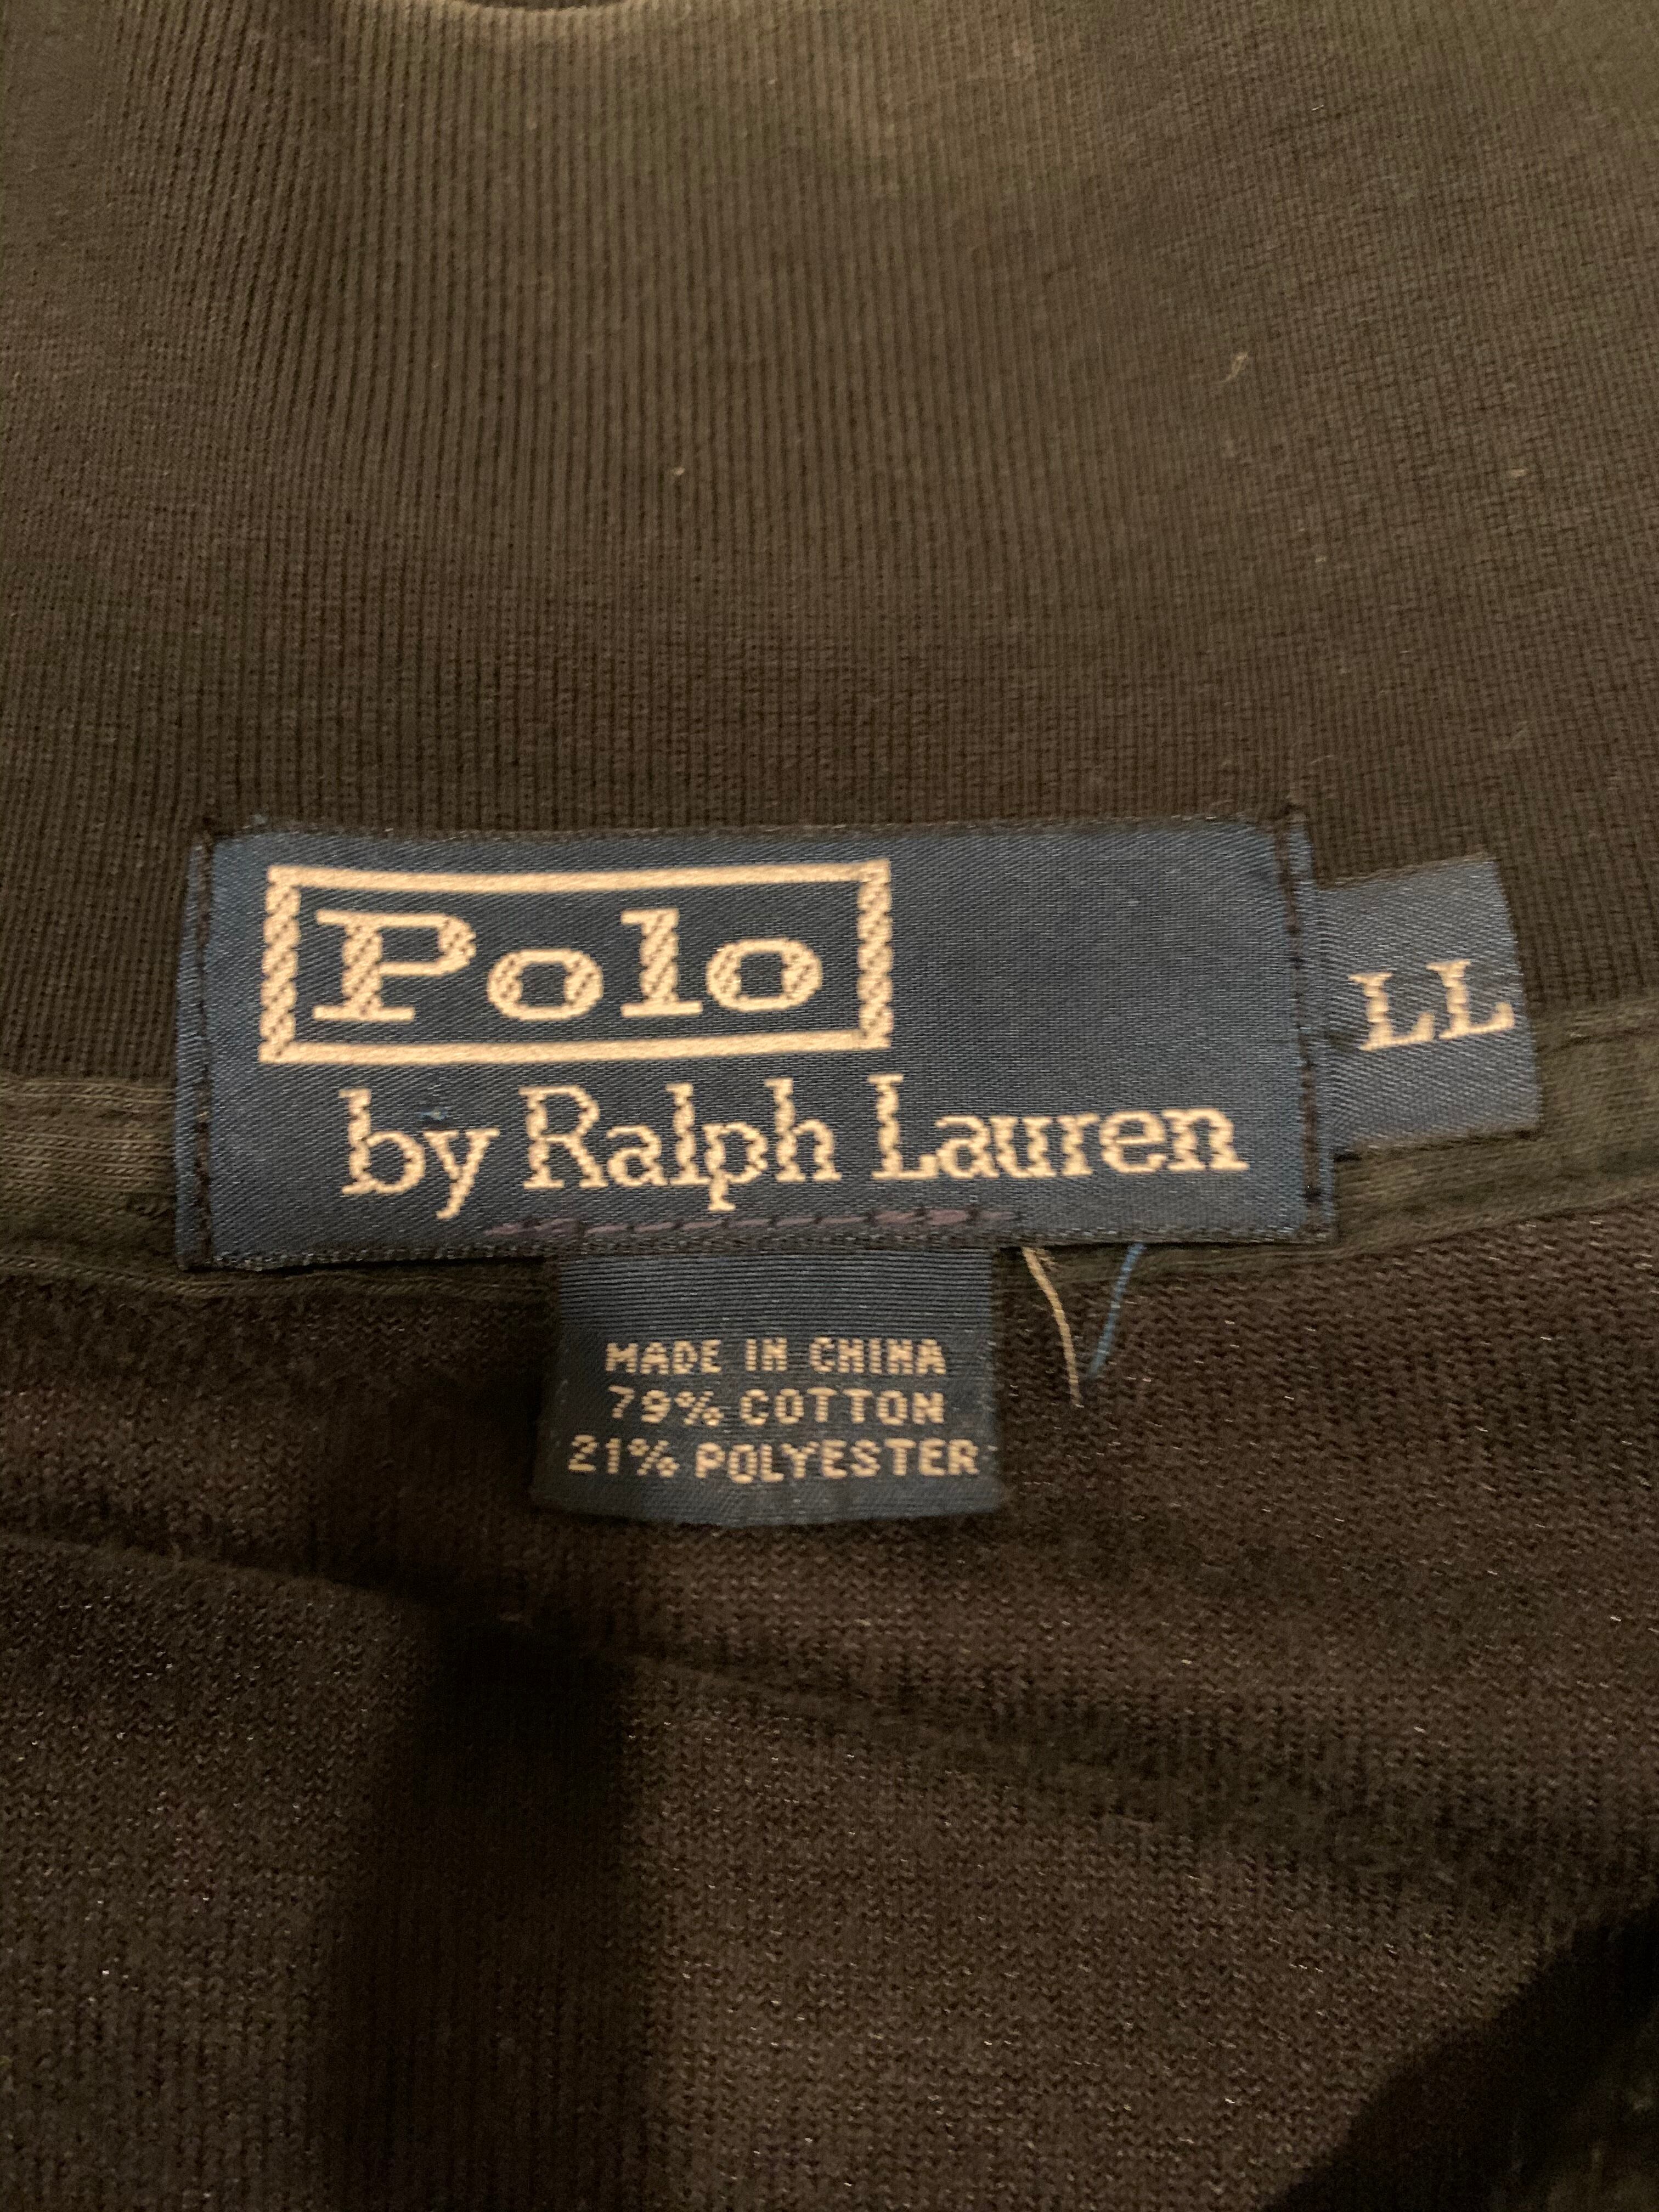 Polo
by Ralph Lauren
LL
MADE IN CHINA
79% COTTON
21% POLYESTER